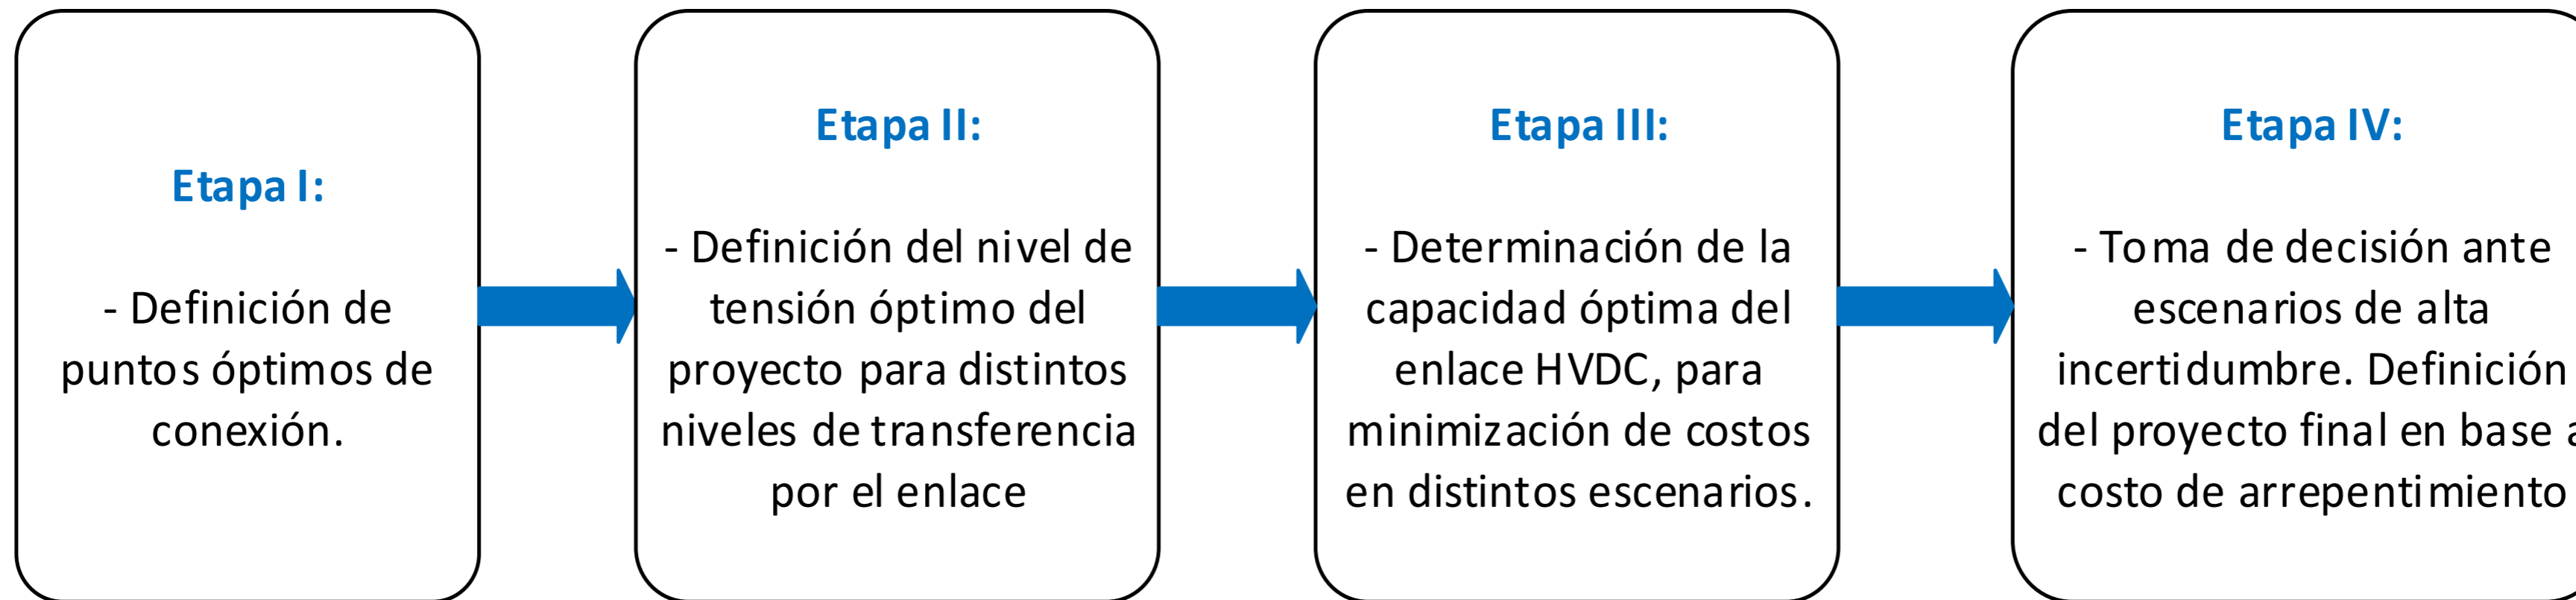 Etapa I:
- Definición de
puntos óptimos de
conexión.
Etapa II:
- Definición del nivel de
tensión óptimo del
proyecto para distintos
niveles de transferencia
por el enlace
Etapa III:
- Determinación de la
capacidad óptima del
enlace HVDC, para
minimización de costos
en distintos escenarios.
Etapa IV:
- Toma de decisión ante
escenarios de alta
incertidumbre. Definición
del proyecto final en base
costo de arrepentimiento